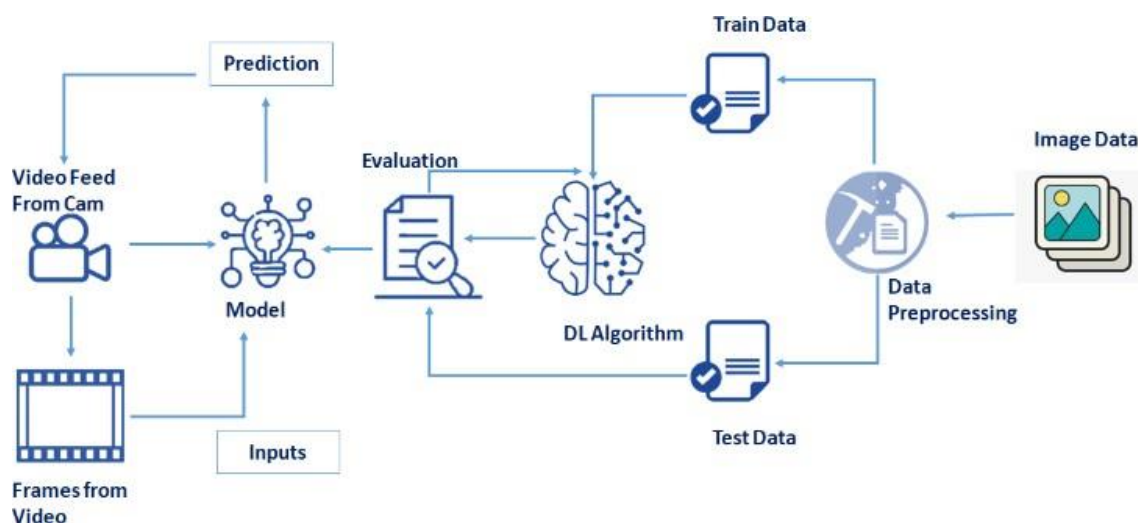 Train Data
Prediction
Image Data
Evaluation
Video Feed
From Cam
Data
Preprocessing
Model
DL Algorithm
Test Data
Inputs
Frames from
Video